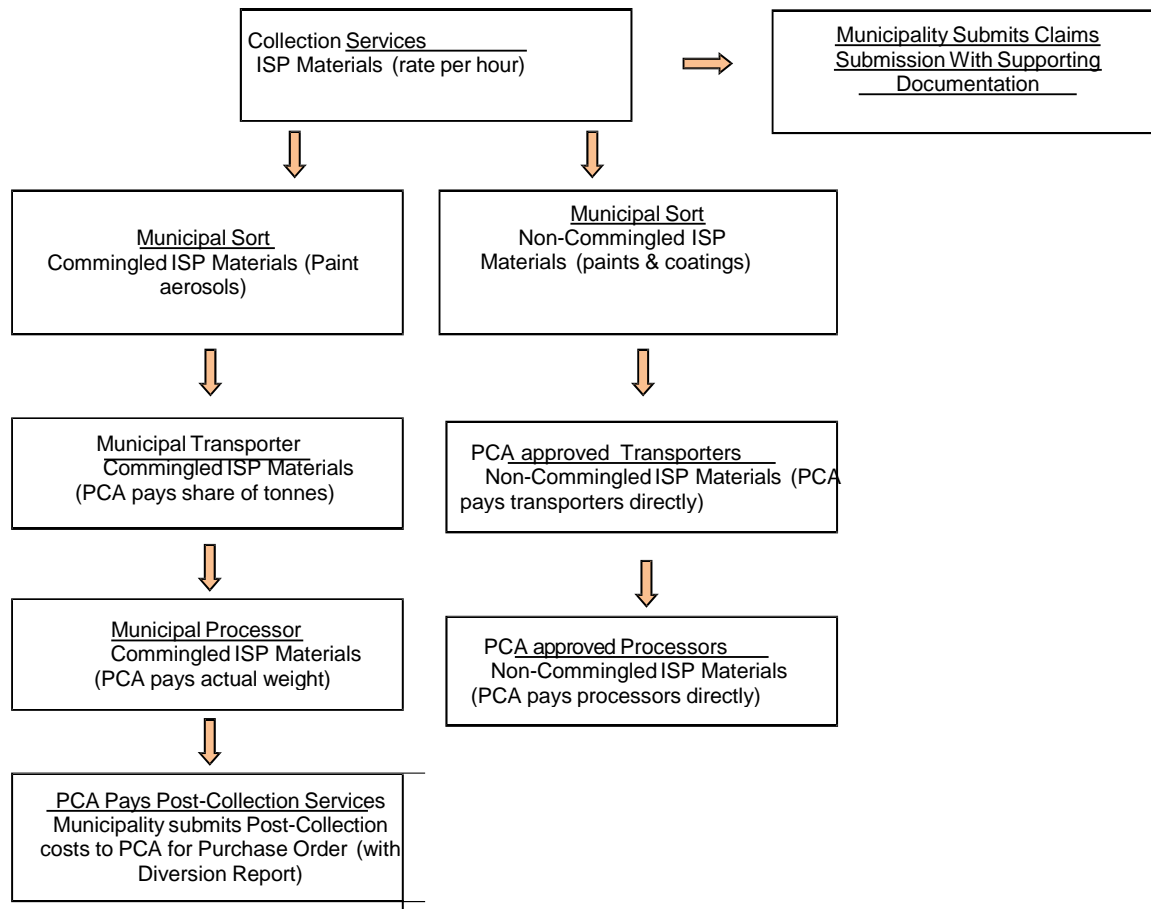 Collection Services
ISP Materials (rate per hour)
Municipality Submits Claims
Submission With Supporting
Documentation
Municipal Sort
Commingled ISP Materials (Paint
aerosols)
Municipal Sort
Non-Commingled ISP
Materials (paints & coatings)
Municipal Transporter
Commingled ISP Materials
(PCA pays share of tonnes)
PCA approved Transporters
Non-Commingled ISP Materials (PCA
pays transporters directly)
Municipal Processor
Commingled ISP Materials
(PCA pays actual weight)
PCA approved Processors
Non-Commingled ISP Materials
(PCA pays processors directly)
PCA Pays Post-Collection Services
Municipality submits Post-Collection
costs to PCA for Purchase Order (with
Diversion Report)